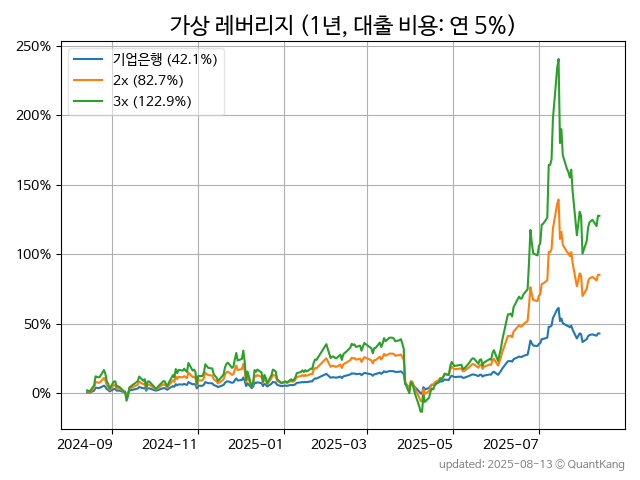 가상 레버리지 (1년, 대출 비용: 연 5%)
250%
200%
150%
100%
50%
0%
기업은행 (42.1%)
2x (82.7%)
3x (122.9%)
2024-09
2024-11
2025-01
2025-03
2025-05
2025-07
updated: 2025-08-13 © QuantKang